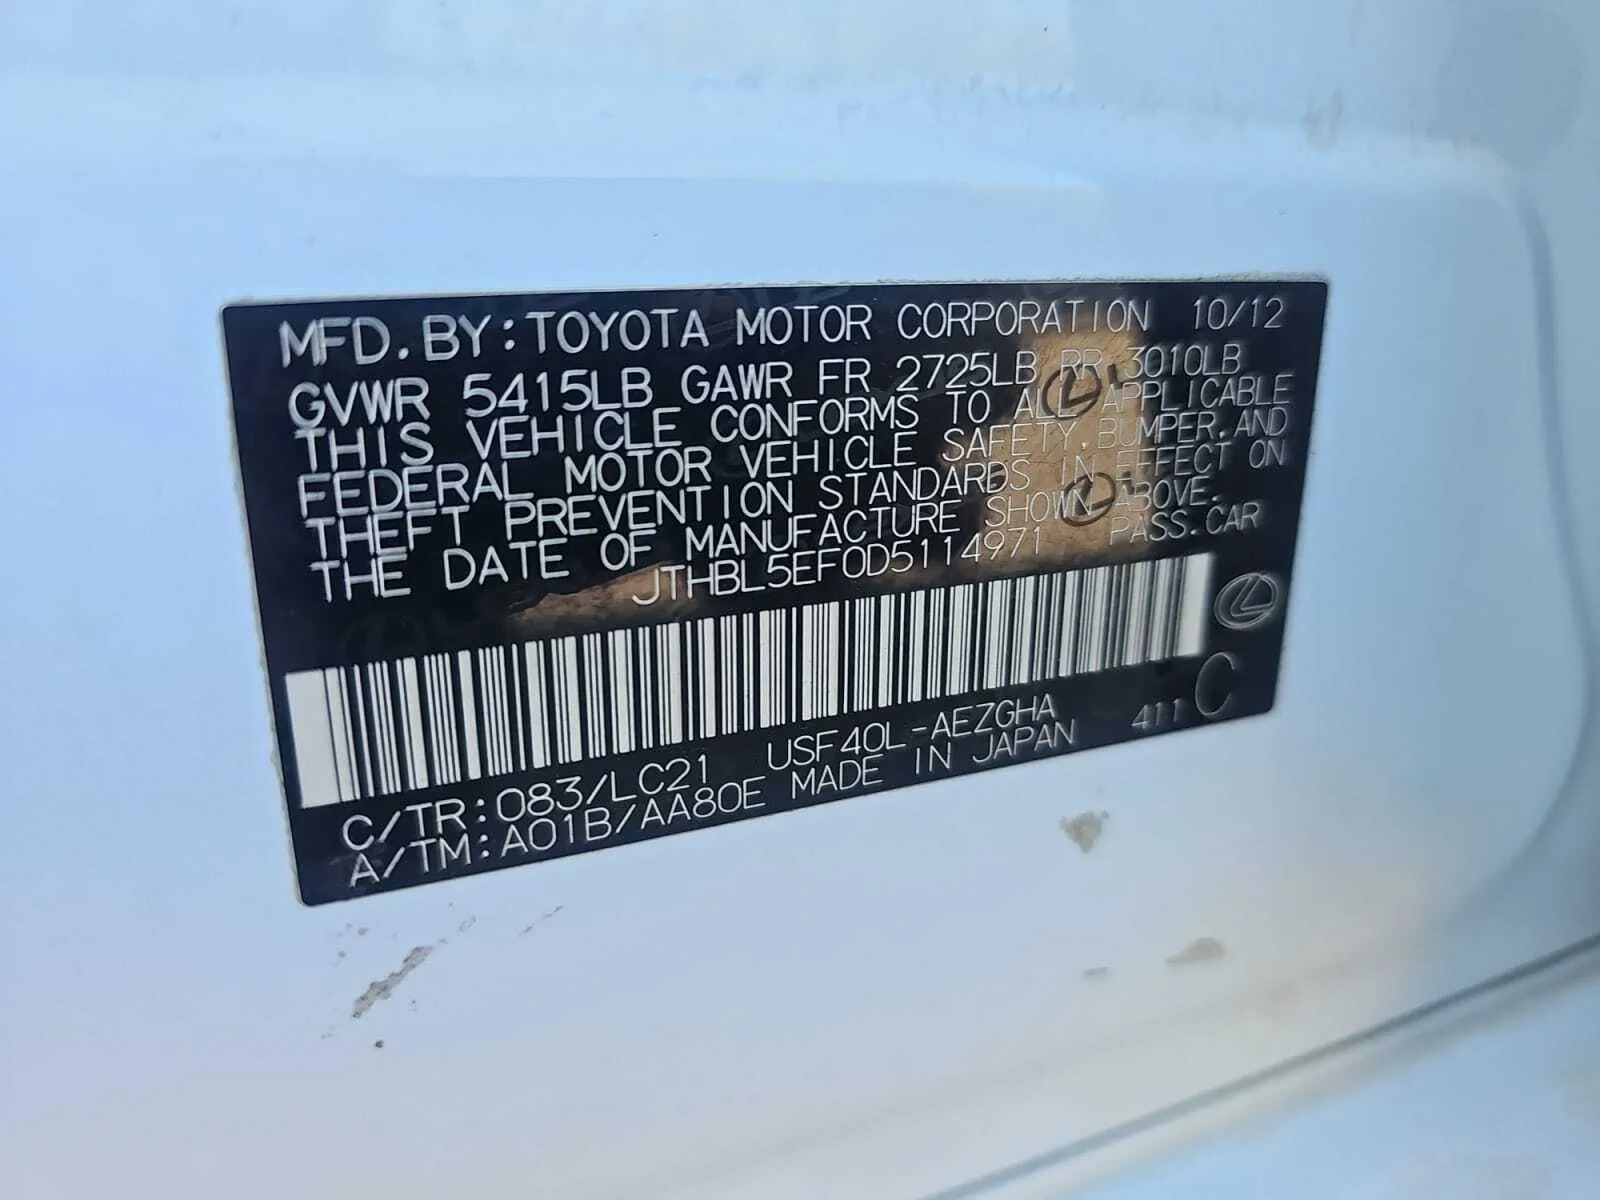 MFD. BY: TOYOTA MOTOR CORPORATION 10/12
GVWR 5415LB GAWR FR 2725LB RR 3010LB
THIS VEHICLE CONFORMS TO ALL APPLICABLE
FEDERAL MOTOR VEHICLE SAFETY, BUMPER, AND
THEFT PREVENTION STANDARDS IN EFFECT ON
THE DATE OF MANUFACTURE SHOWN ABOVE.
JTHBL5EF0D5114971 PASS. CAR
C/TR: 083/LC21 USF40L-AEZGHA 411 C
A/TM: A01B/AA80E MADE IN JAPAN